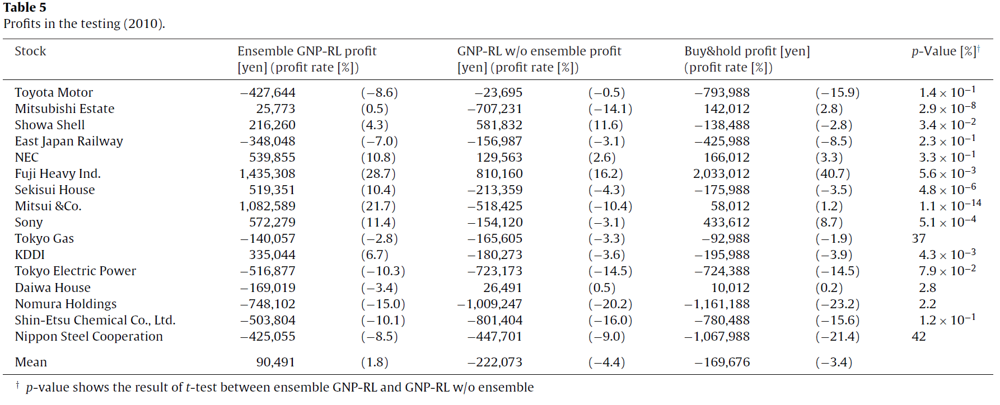 Table 5
Profits in the testing (2010).
Stock Ensemble GNP-RL profit GNP-RL w/o ensemble profit Buy&hold profit [yen] p-Value [%]†
[yen] (profit rate [%]) [yen] (profit rate [%]) (profit rate [%])
Toyota Motor −427,644 (−8.6) −23,695 (−0.5) −793,988 (−15.9) 1.4 × 10⁻¹
Mitsubishi Estate 25,773 (0.5) −707,231 (−14.1) 142,012 (2.8) 2.9 × 10⁻⁸
Showa Shell 216,260 (4.3) 581,832 (11.6) −138,488 (−2.8) 3.4 × 10⁻²
East Japan Railway −348,048 (−7.0) −156,987 (−3.1) −425,988 (−8.5) 2.3 × 10⁻¹
NEC 539,855 (10.8) 129,563 (2.6) 166,012 (3.3) 3.3 × 10⁻¹
Fuji Heavy Ind. 1,435,308 (28.7) 810,160 (16.2) 2,033,012 (40.7) 5.6 × 10⁻³
Sekisui House 519,351 (10.4) −213,359 (−4.3) −175,988 (−3.5) 4.8 × 10⁻⁶
Mitsui &Co. 1,082,589 (21.7) −518,425 (−10.4) 58,012 (1.2) 1.1 × 10⁻¹⁴
Sony 572,279 (11.4) −154,120 (−3.1) 433,612 (8.7) 5.1 × 10⁻⁴
Tokyo Gas −140,057 (−2.8) −165,605 (−3.3) −92,988 (−1.9) 37
KDDI 335,044 (6.7) −180,273 (−3.6) −195,988 (−3.9) 4.3 × 10⁻³
Tokyo Electric Power −516,877 (−10.3) −723,173 (−14.5) −724,388 (−14.5) 7.9 × 10⁻²
Daiwa House −169,019 (−3.4) 26,491 (0.5) 10,012 (0.2) 2.8
Nomura Holdings −748,102 (−15.0) −1,009,247 (−20.2) −1,161,188 (−23.2) 2.2
Shin-Etsu Chemical Co., Ltd. −503,804 (−10.1) −801,404 (−16.0) −780,488 (−15.6) 1.2 × 10⁻¹
Nippon Steel Cooperation −425,055 (−8.5) −447,701 (−9.0) −1,067,988 (−21.4) 42
Mean 90,491 (1.8) −222,073 (−4.4) −169,676 (−3.4)
† p-value shows the result of t-test between ensemble GNP-RL and GNP-RL w/o ensemble